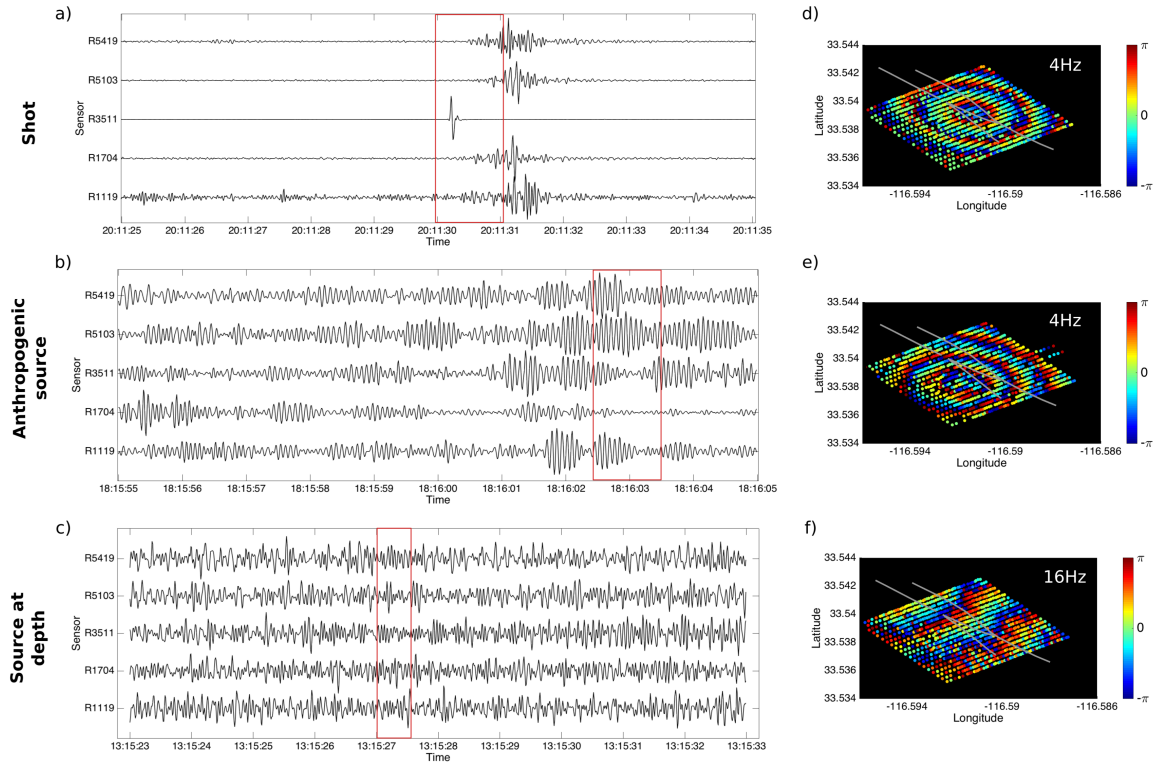 a)
Shot
Sensor
R5419
R5103
R3511
R1704
R1119
20:11:25 20:11:26 20:11:27 20:11:28 20:11:29 20:11:30 20:11:31 20:11:32 20:11:33 20:11:34 20:11:35
Time
d)
4Hz
Latitude
33.544
33.542
33.54
33.538
33.536
33.534
-116.594 -116.59 -116.586
Longitude
π
0
-π
b)
Anthropogenic
source
Sensor
R5419
R5103
R3511
R1704
R1119
18:15:55 18:15:56 18:15:57 18:15:58 18:15:59 18:16:00 18:16:01 18:16:02 18:16:03 18:16:04 18:16:05
Time
e)
4Hz
Latitude
33.544
33.542
33.54
33.538
33.536
33.534
-116.594 -116.59 -116.586
Longitude
π
0
-π
c)
Source at
depth
Sensor
R5419
R5103
R3511
R1704
R1119
13:15:23 13:15:24 13:15:25 13:15:26 13:15:27 13:15:28 13:15:29 13:15:30 13:15:31 13:15:32 13:15:33
Time
f)
16Hz
Latitude
33.544
33.542
33.54
33.538
33.536
33.534
-116.594 -116.59 -116.586
Longitude
π
0
-π